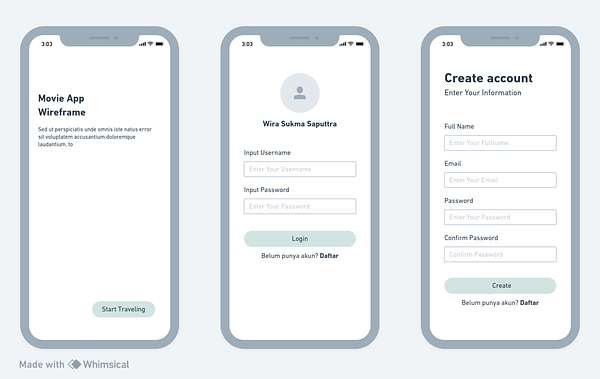 3:03
Movie App
Wireframe
Sed ut perspiciatis unde omnis iste natus error
sit voluptatem accusantium doloremque
laudantium, to
Start Traveling
3:03
Wira Sukma Saputtra
Input Username
Enter Your Username
Input Password
Enter Your Password
Login
Belum punya akun? Daftar
3:03
Create account
Enter Your Information
Full Name
Enter Your Fullname
Email
Enter Your Email
Password
Enter Your Password
Confirm Password
Confirm Password
Create
Belum punya akun? Daftar
Made with Whimsical